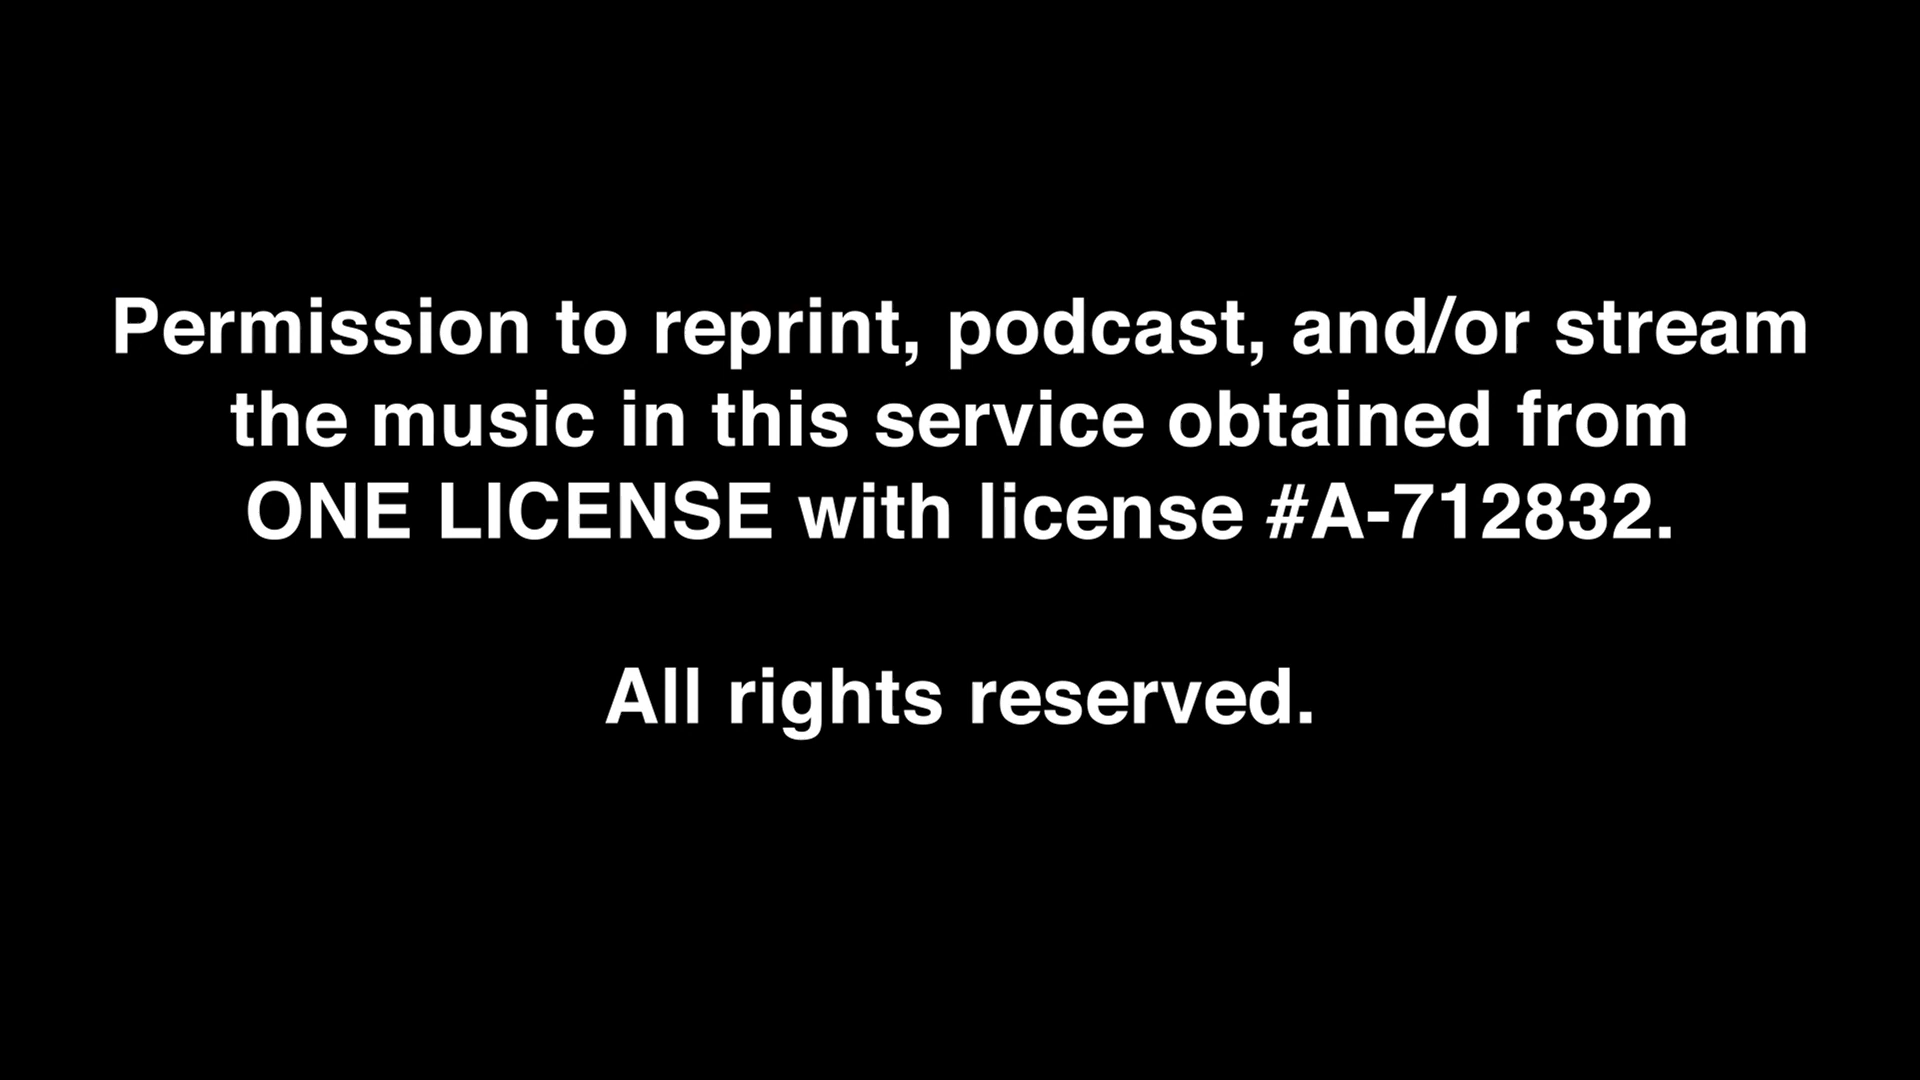 Permission to reprint, podcast, and/or stream
the music in this service obtained from
ONE LICENSE with license #A-712832.
All rights reserved.